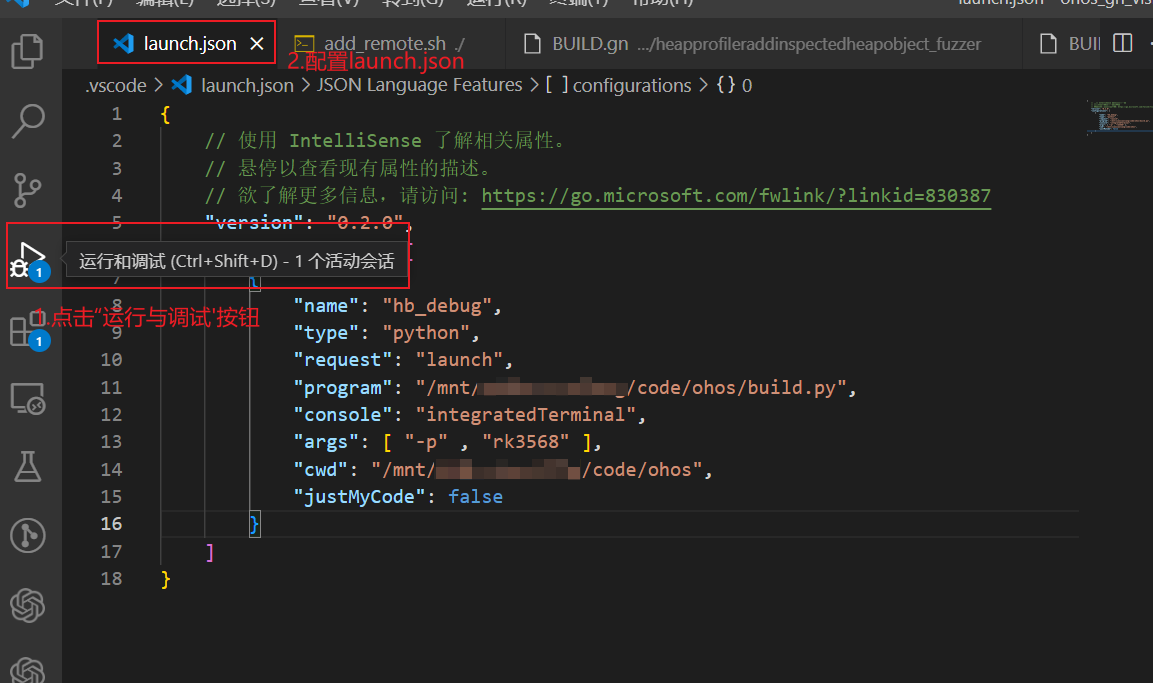 launch.json
add_remote.sh ./
BUILD.gn .../heapprofileraddinspectedheapobject_fuzzer
2.配置launch.json
.vscode > launch.json > JSON Language Features > [ ] configurations > {} 0
1 {
2 // 使用 IntelliSense 了解相关属性。
3 // 悬停以查看现有属性的描述。
4 // 欲了解更多信息，请访问: https://go.microsoft.com/fwlink/?linkid=830387
5 "version": "0.2.0",
运行和调试 (Ctrl+Shift+D) - 1 个活动会话
7 {
1
8 "name": "hb_debug",
1.点击“运行与调试'按钮
9 "type": "python",
1
10 "request": "launch",
11 "program": "/mnt/ /code/ohos/build.py",
12 "console": "integratedTerminal",
13 "args": [ "-p" , "rk3568" ],
14 "cwd": "/mnt/ /code/ohos",
15 "justMyCode": false
16 }
17 ]
18 }